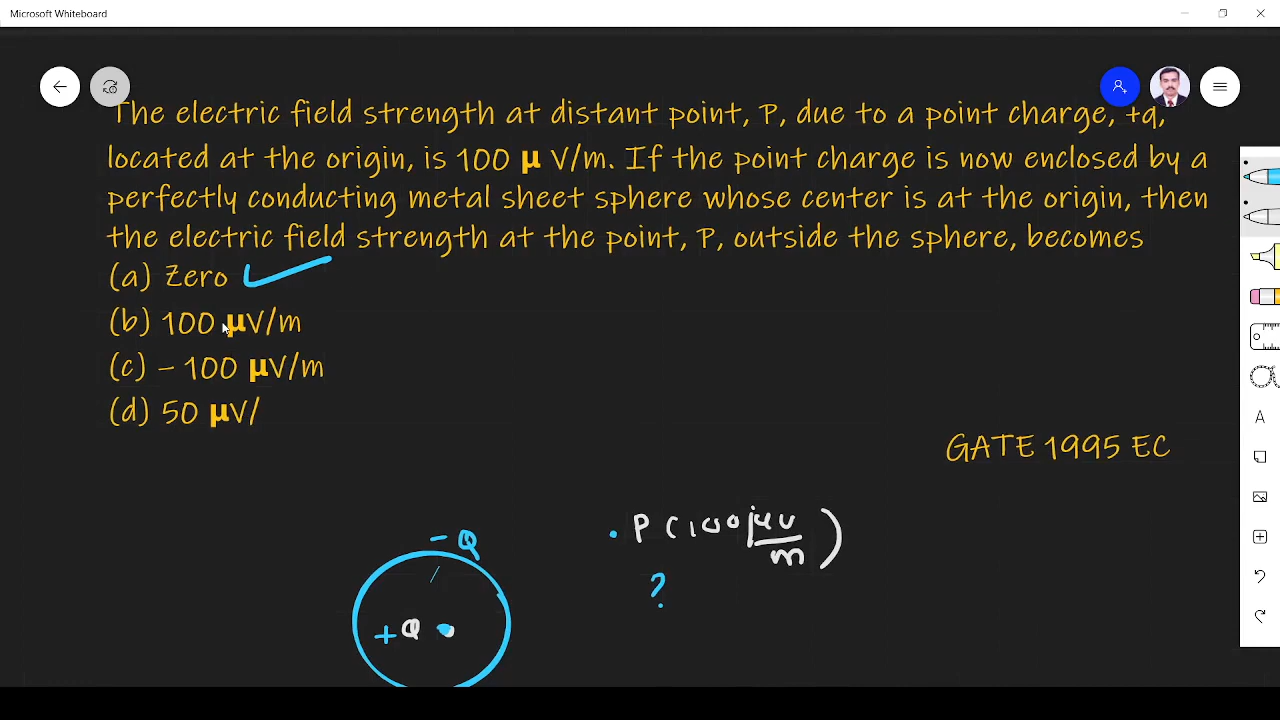 Microsoft Whiteboard
The electric field strength at distant point, P, due to a point charge, +q,
located at the origin, is 100 μ V/m. If the point charge is now enclosed by a
perfectly conducting metal sheet sphere whose center is at the origin, then
the electric field strength at the point, P, outside the sphere, becomes
(a) Zero
(b) 100 μV/m
(c) – 100 μV/m
(d) 50 μV/
GATE 1995 EC
A
P (100 μV/m)
- Q
?
+Q